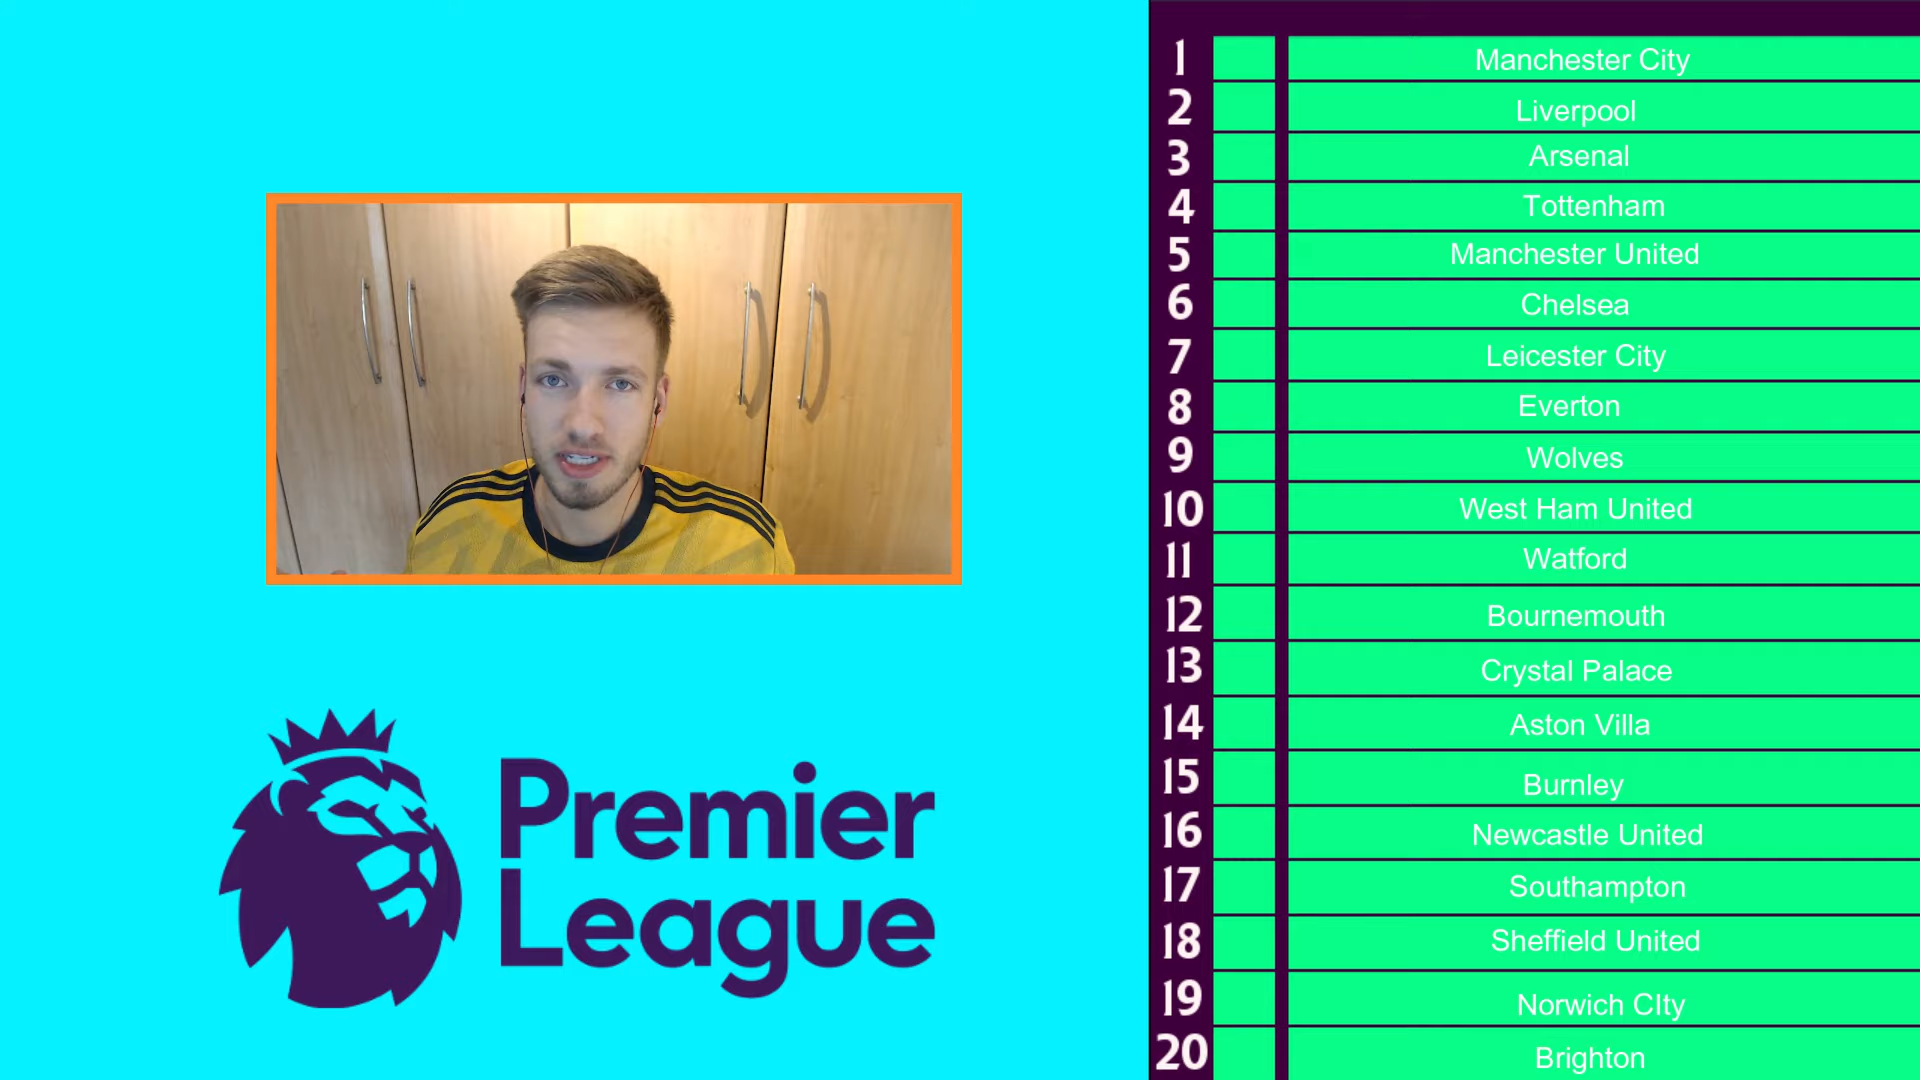 Premier
League
1 Manchester City
2 Liverpool
3 Arsenal
4 Tottenham
5 Manchester United
6 Chelsea
7 Leicester City
8 Everton
9 Wolves
10 West Ham United
11 Watford
12 Bournemouth
13 Crystal Palace
14 Aston Villa
15 Burnley
16 Newcastle United
17 Southampton
18 Sheffield United
19 Norwich CIty
20 Brighton